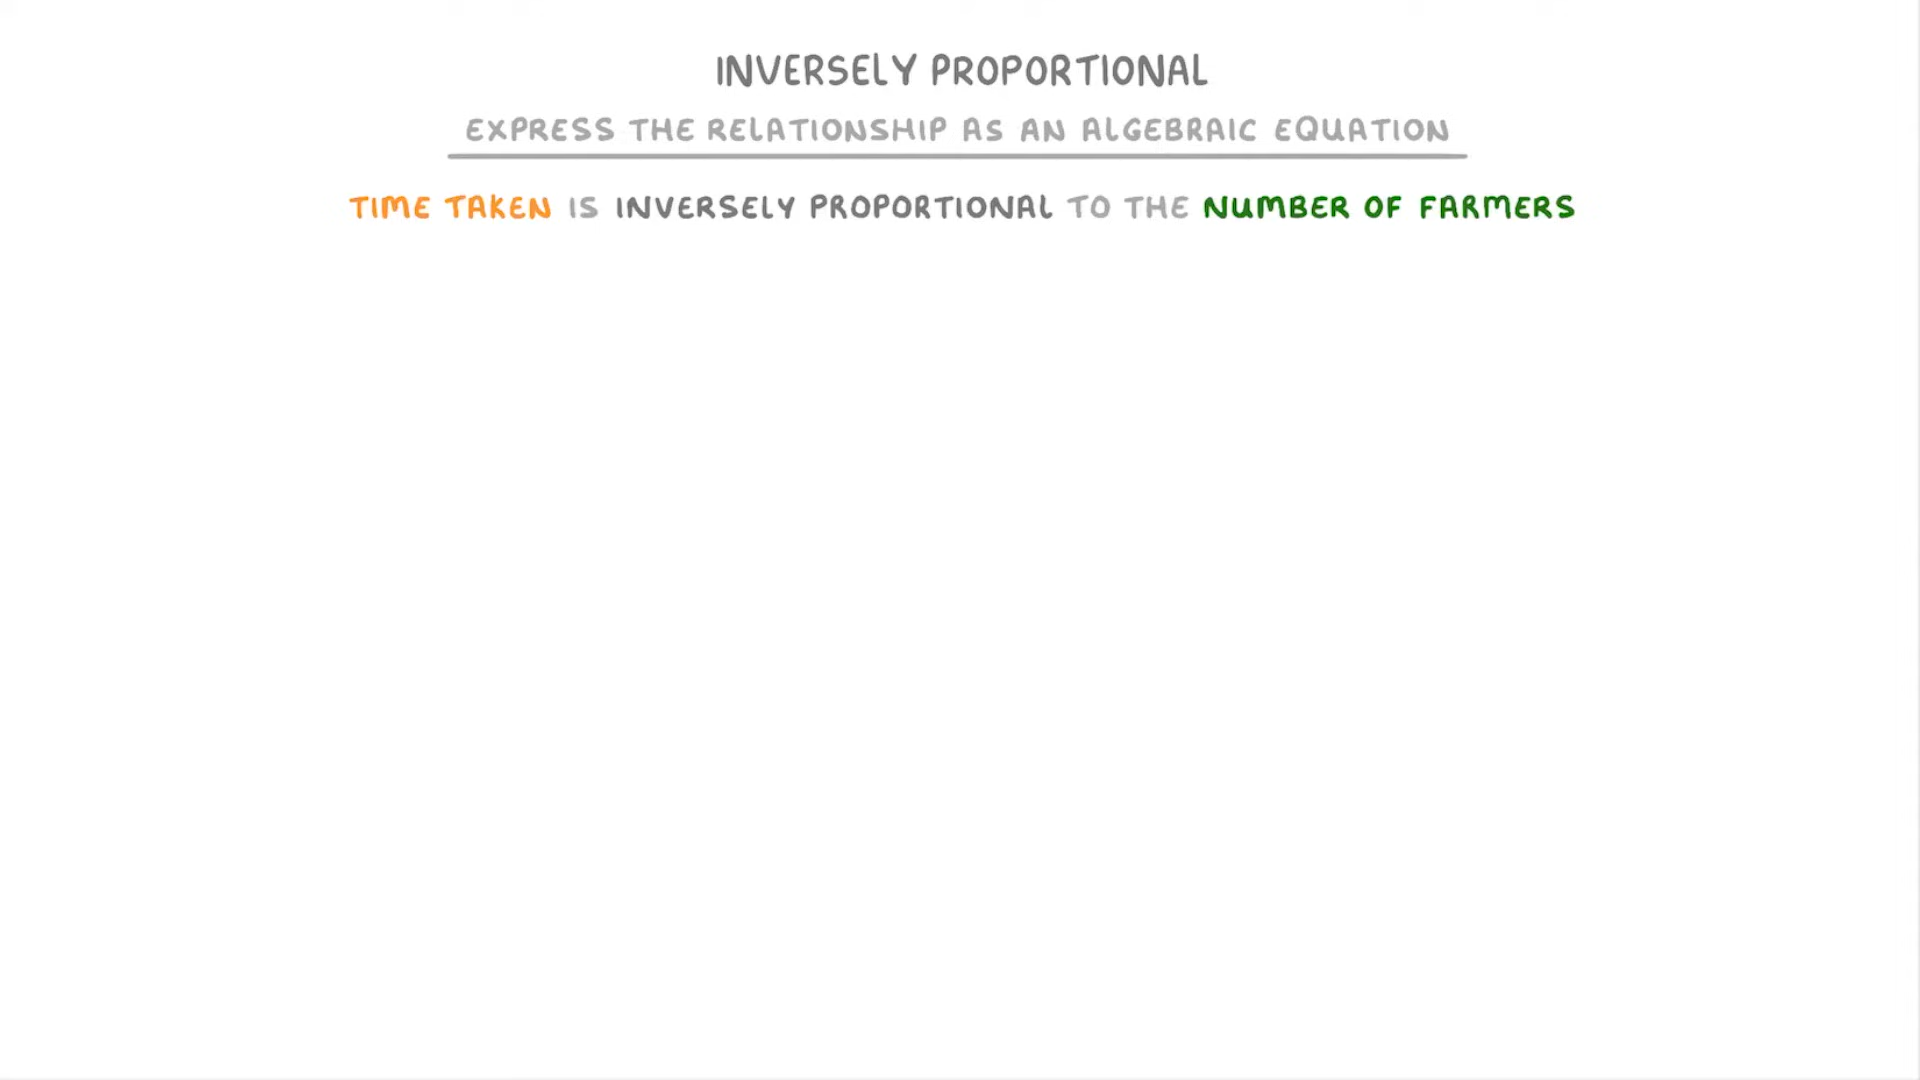 INVERSELY PROPORTIONAL
EXPRESS THE RELATIONSHIP AS AN ALGEBRAIC EQUATION
TIME TAKEN IS INVERSELY PROPORTIONAL TO THE NUMBER OF FARMERS